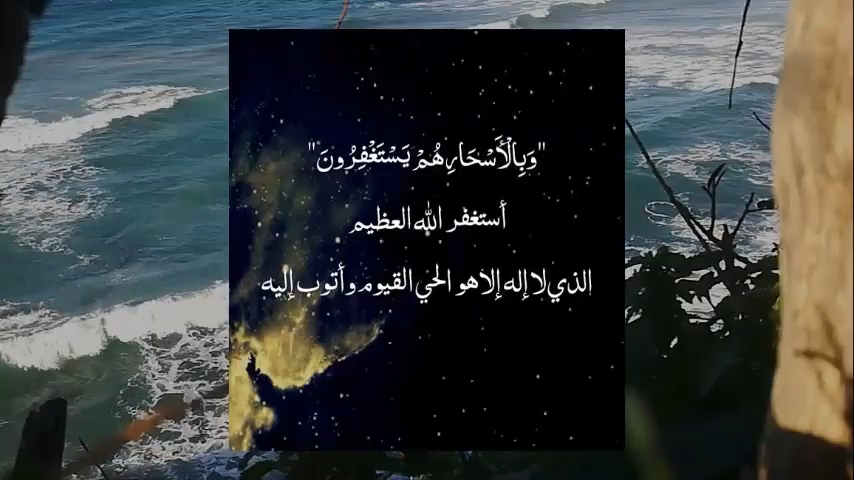 "وَبِالْأَسْحَارِ هُمْ يَسْتَغْفِرُونَ"
أستغفر الله العظيم
الذي لا إله إلا هو الحي القيوم وأتوب إليه